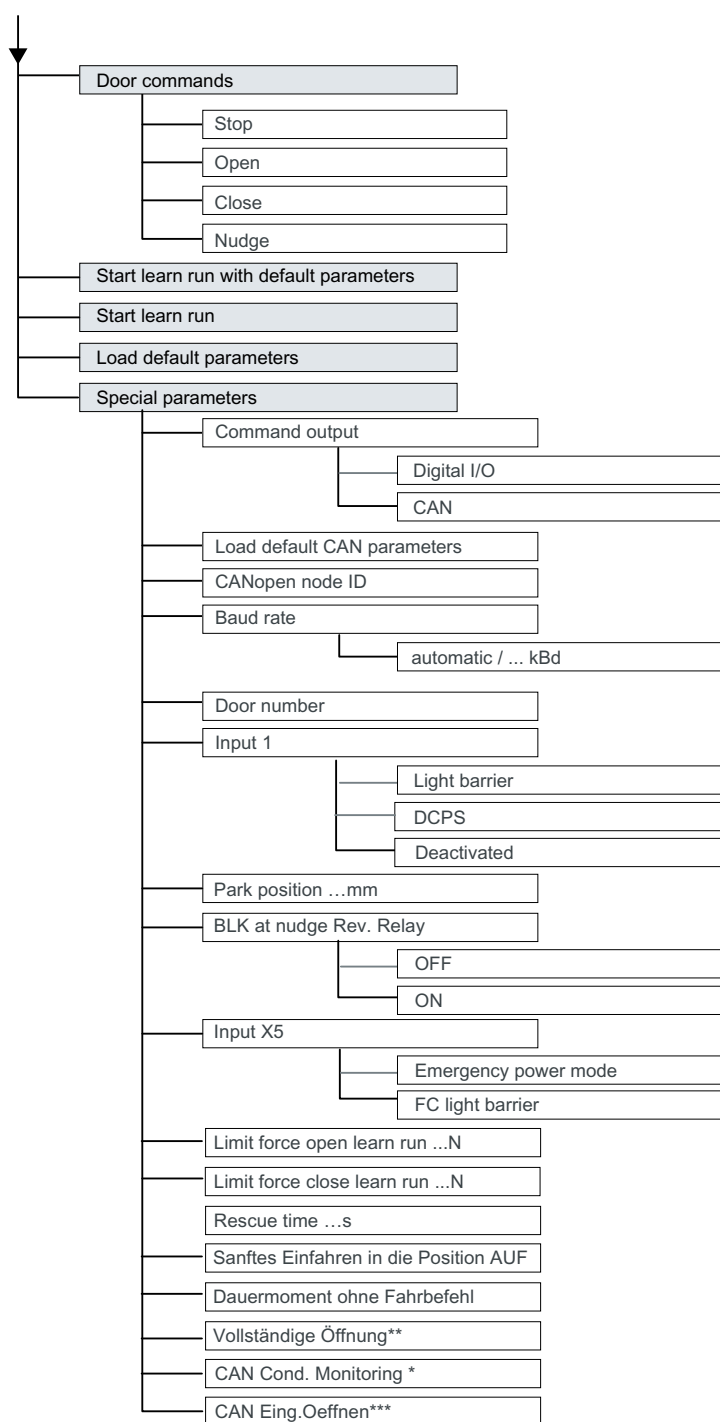 Door commands
Stop
Open
Close
Nudge
Start learn run with default parameters
Start learn run
Load default parameters
Special parameters
Command output
Digital I/O
CAN
Load default CAN parameters
CANopen node ID
Baud rate
automatic / ... kBd
Door number
Input 1
Light barrier
DCPS
Deactivated
Park position …mm
BLK at nudge Rev. Relay
OFF
ON
Input X5
Emergency power mode
FC light barrier
Limit force open learn run ...N
Limit force close learn run ...N
Rescue time …s
Sanftes Einfahren in die Position AUF
Dauermoment ohne Fahrbefehl
Vollständige Öffnung**
CAN Cond. Monitoring *
CAN Eing.Oeffnen***